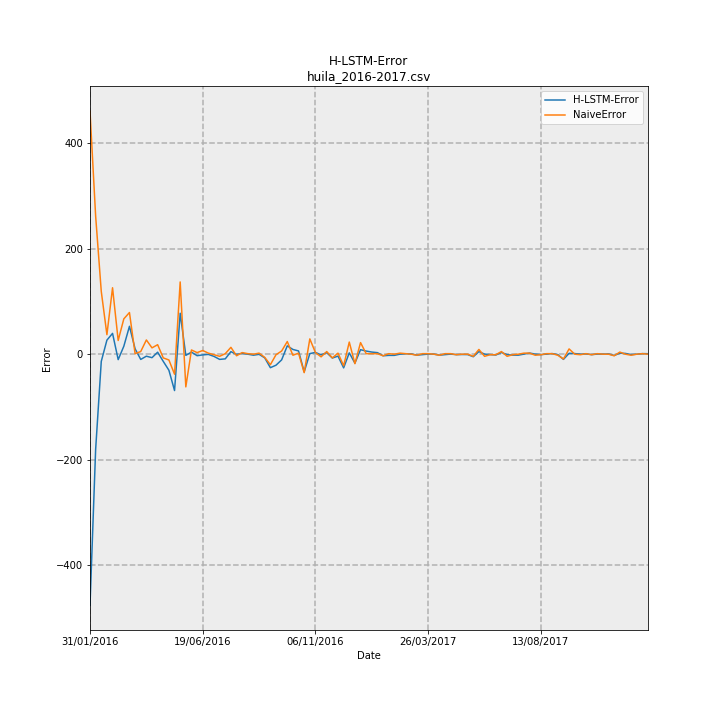 H-LSTM-Error
huila_2016-2017.csv
H-LSTM-Error
NaiveError
400
200
0
−200
−400
Error
31/01/2016 19/06/2016 06/11/2016 26/03/2017 13/08/2017
Date